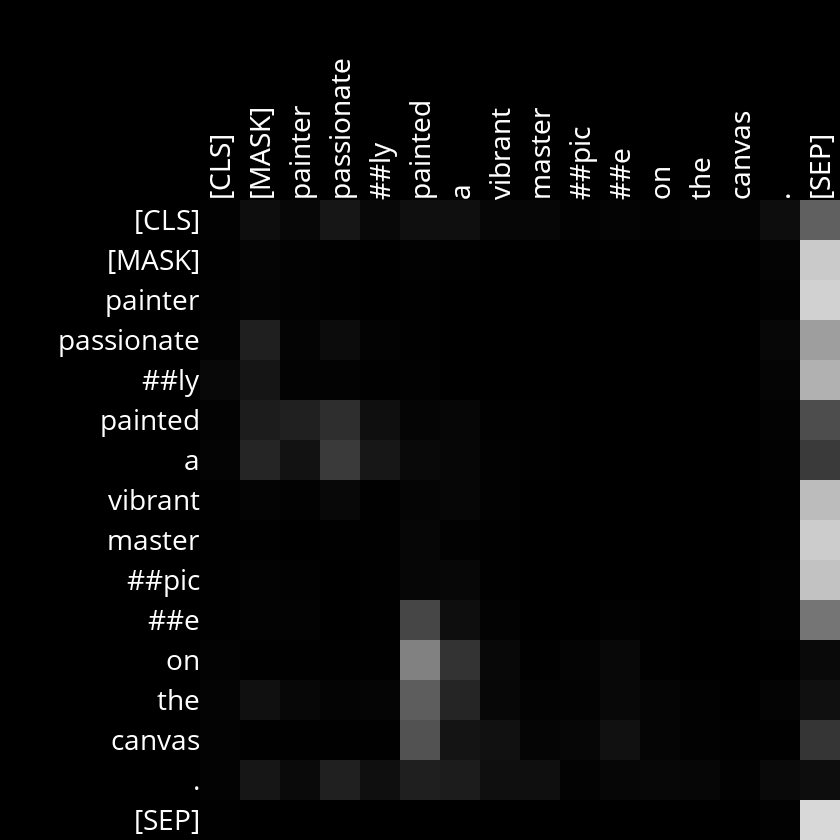 [CLS] [MASK] painter passionate ##ly painted a vibrant master ##pic ##e on the canvas . [SEP]
[CLS]
[MASK]
painter
passionate
##ly
painted
a
vibrant
master
##pic
##e
on
the
canvas
.
[SEP]